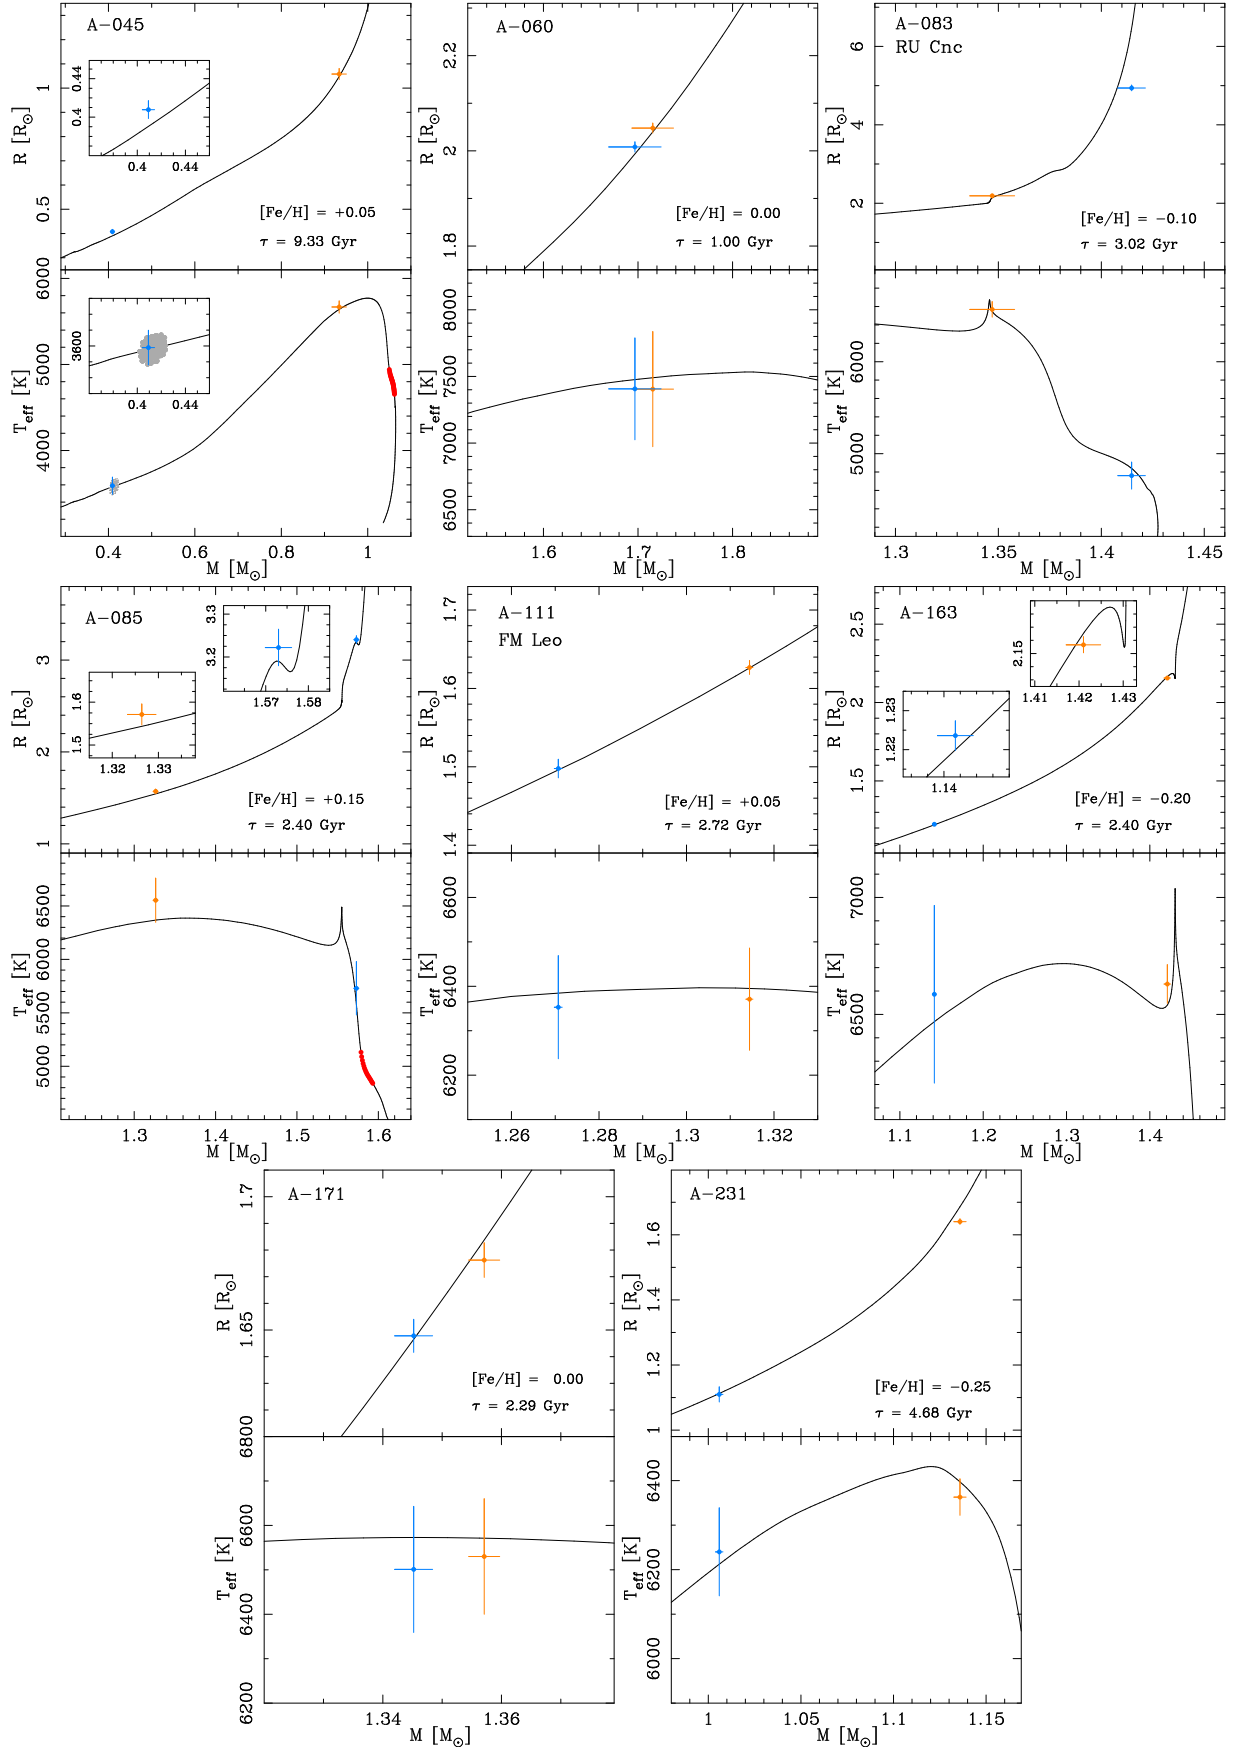 A−045
R [R⊙]
0.5
1
0.4
0.44
0.4
0.44
[Fe/H] = +0.05
τ = 9.33 Gyr
Teff [K]
4000
5000
6000
3600
0.4
0.44
0.4
0.6
0.8
1
M [M⊙]
A−060
R [R⊙]
1.8
2
2.2
[Fe/H] = 0.00
τ = 1.00 Gyr
Teff [K]
6500
7000
7500
8000
1.6
1.7
1.8
M [M⊙]
A−083
RU Cnc
R [R⊙]
2
4
6
[Fe/H] = −0.10
τ = 3.02 Gyr
Teff [K]
5000
6000
1.3
1.35
1.4
1.45
M [M⊙]
A−085
R [R⊙]
1
2
3
3.2
3.3
1.57
1.58
1.5
1.6
1.32
1.33
[Fe/H] = +0.15
τ = 2.40 Gyr
Teff [K]
5000
5500
6000
6500
1.3
1.4
1.5
1.6
M [M⊙]
A−111
FM Leo
R [R⊙]
1.4
1.5
1.6
1.7
[Fe/H] = +0.05
τ = 2.72 Gyr
Teff [K]
6200
6400
6600
1.26
1.28
1.3
1.32
M [M⊙]
A−163
R [R⊙]
1.5
2
2.5
2.15
1.41
1.42
1.43
1.22
1.23
1.14
[Fe/H] = −0.20
τ = 2.40 Gyr
Teff [K]
6500
7000
1.1
1.2
1.3
1.4
M [M⊙]
A−171
R [R⊙]
1.65
1.7
[Fe/H] = 0.00
τ = 2.29 Gyr
Teff [K]
6200
6400
6600
6800
1.34
1.36
M [M⊙]
A−231
R [R⊙]
1
1.2
1.4
1.6
[Fe/H] = −0.25
τ = 4.68 Gyr
Teff [K]
6000
6200
6400
1
1.05
1.1
1.15
M [M⊙]